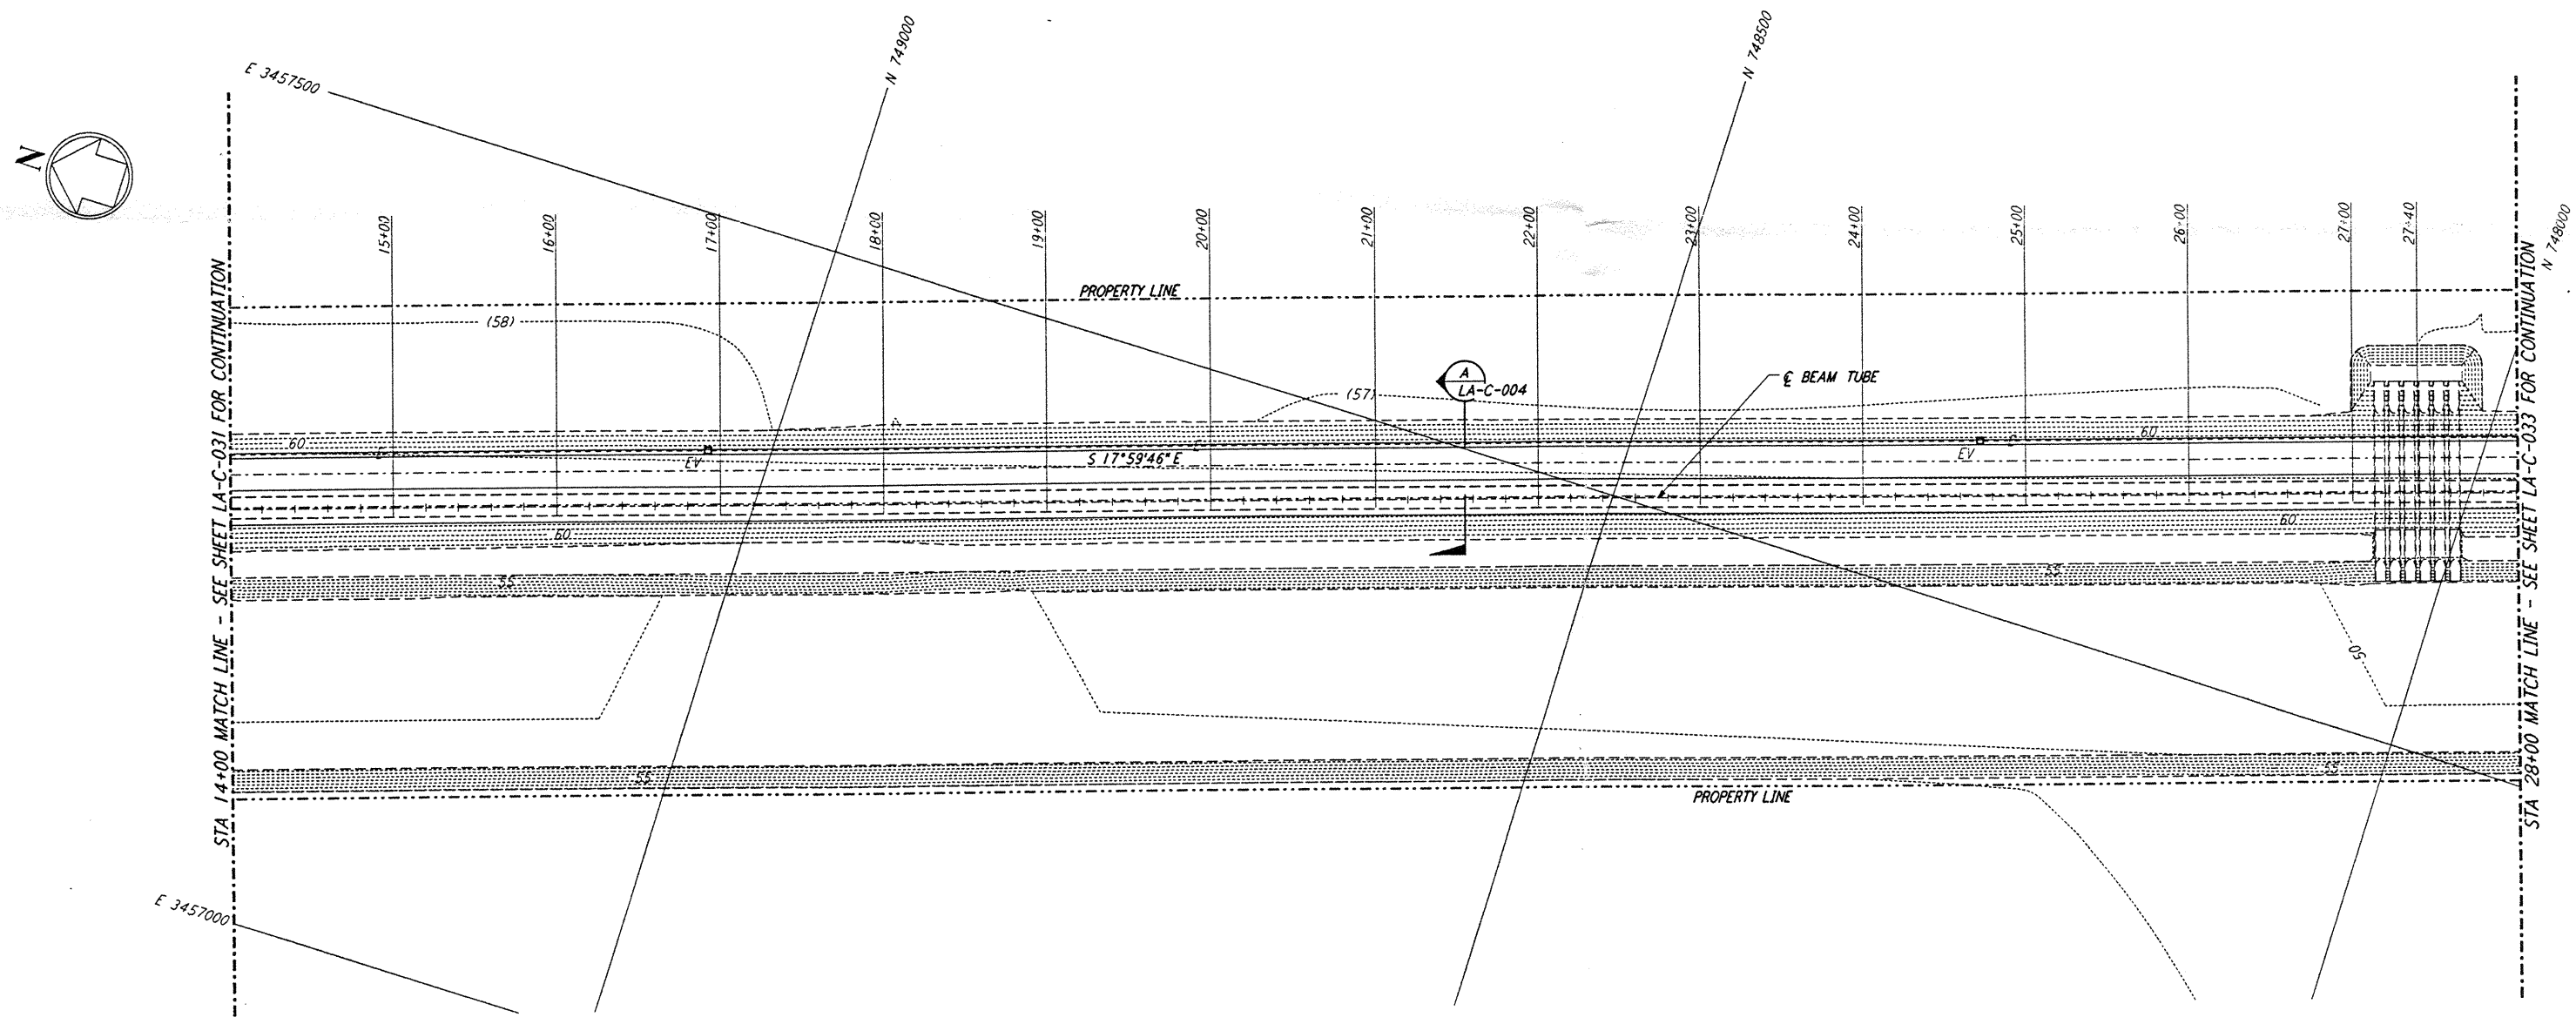 N 749000
N 748500
E 3457500
N
15+00
16+00
17+00
18+00
19+00
20+00
21+00
22+00
23+00
24+00
25+00
26+00
27+00
27+40
N 748000
PROPERTY LINE
(58)
A
LA-C-004
(57)
℄ BEAM TUBE
60
E
EV
E
S 17°59'46" E
E
EV
60
60
60
55
55
50
55
55
PROPERTY LINE
STA 14+00 MATCH LINE - SEE SHEET LA-C-031 FOR CONTINUATION
STA 28+00 MATCH LINE - SEE SHEET LA-C-033 FOR CONTINUATION
E 3457000